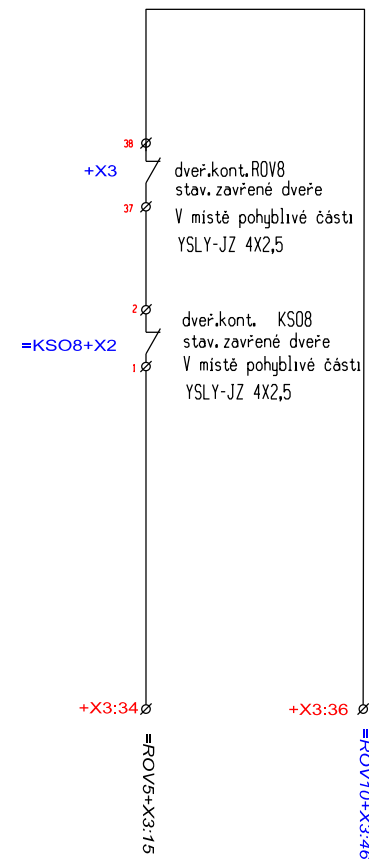 38
+X3
dveř.kont.ROV8
stav. zavřené dveře
37
V místě pohyblivé části
YSLY-JZ 4X2,5
2
dveř.kont. KSO8
=KSO8+X2
stav. zavřené dveře
1
V místě pohyblivé části
YSLY-JZ 4X2,5
+X3:34
+X3:36
=ROV5+X3:15
=ROV10+X3:46